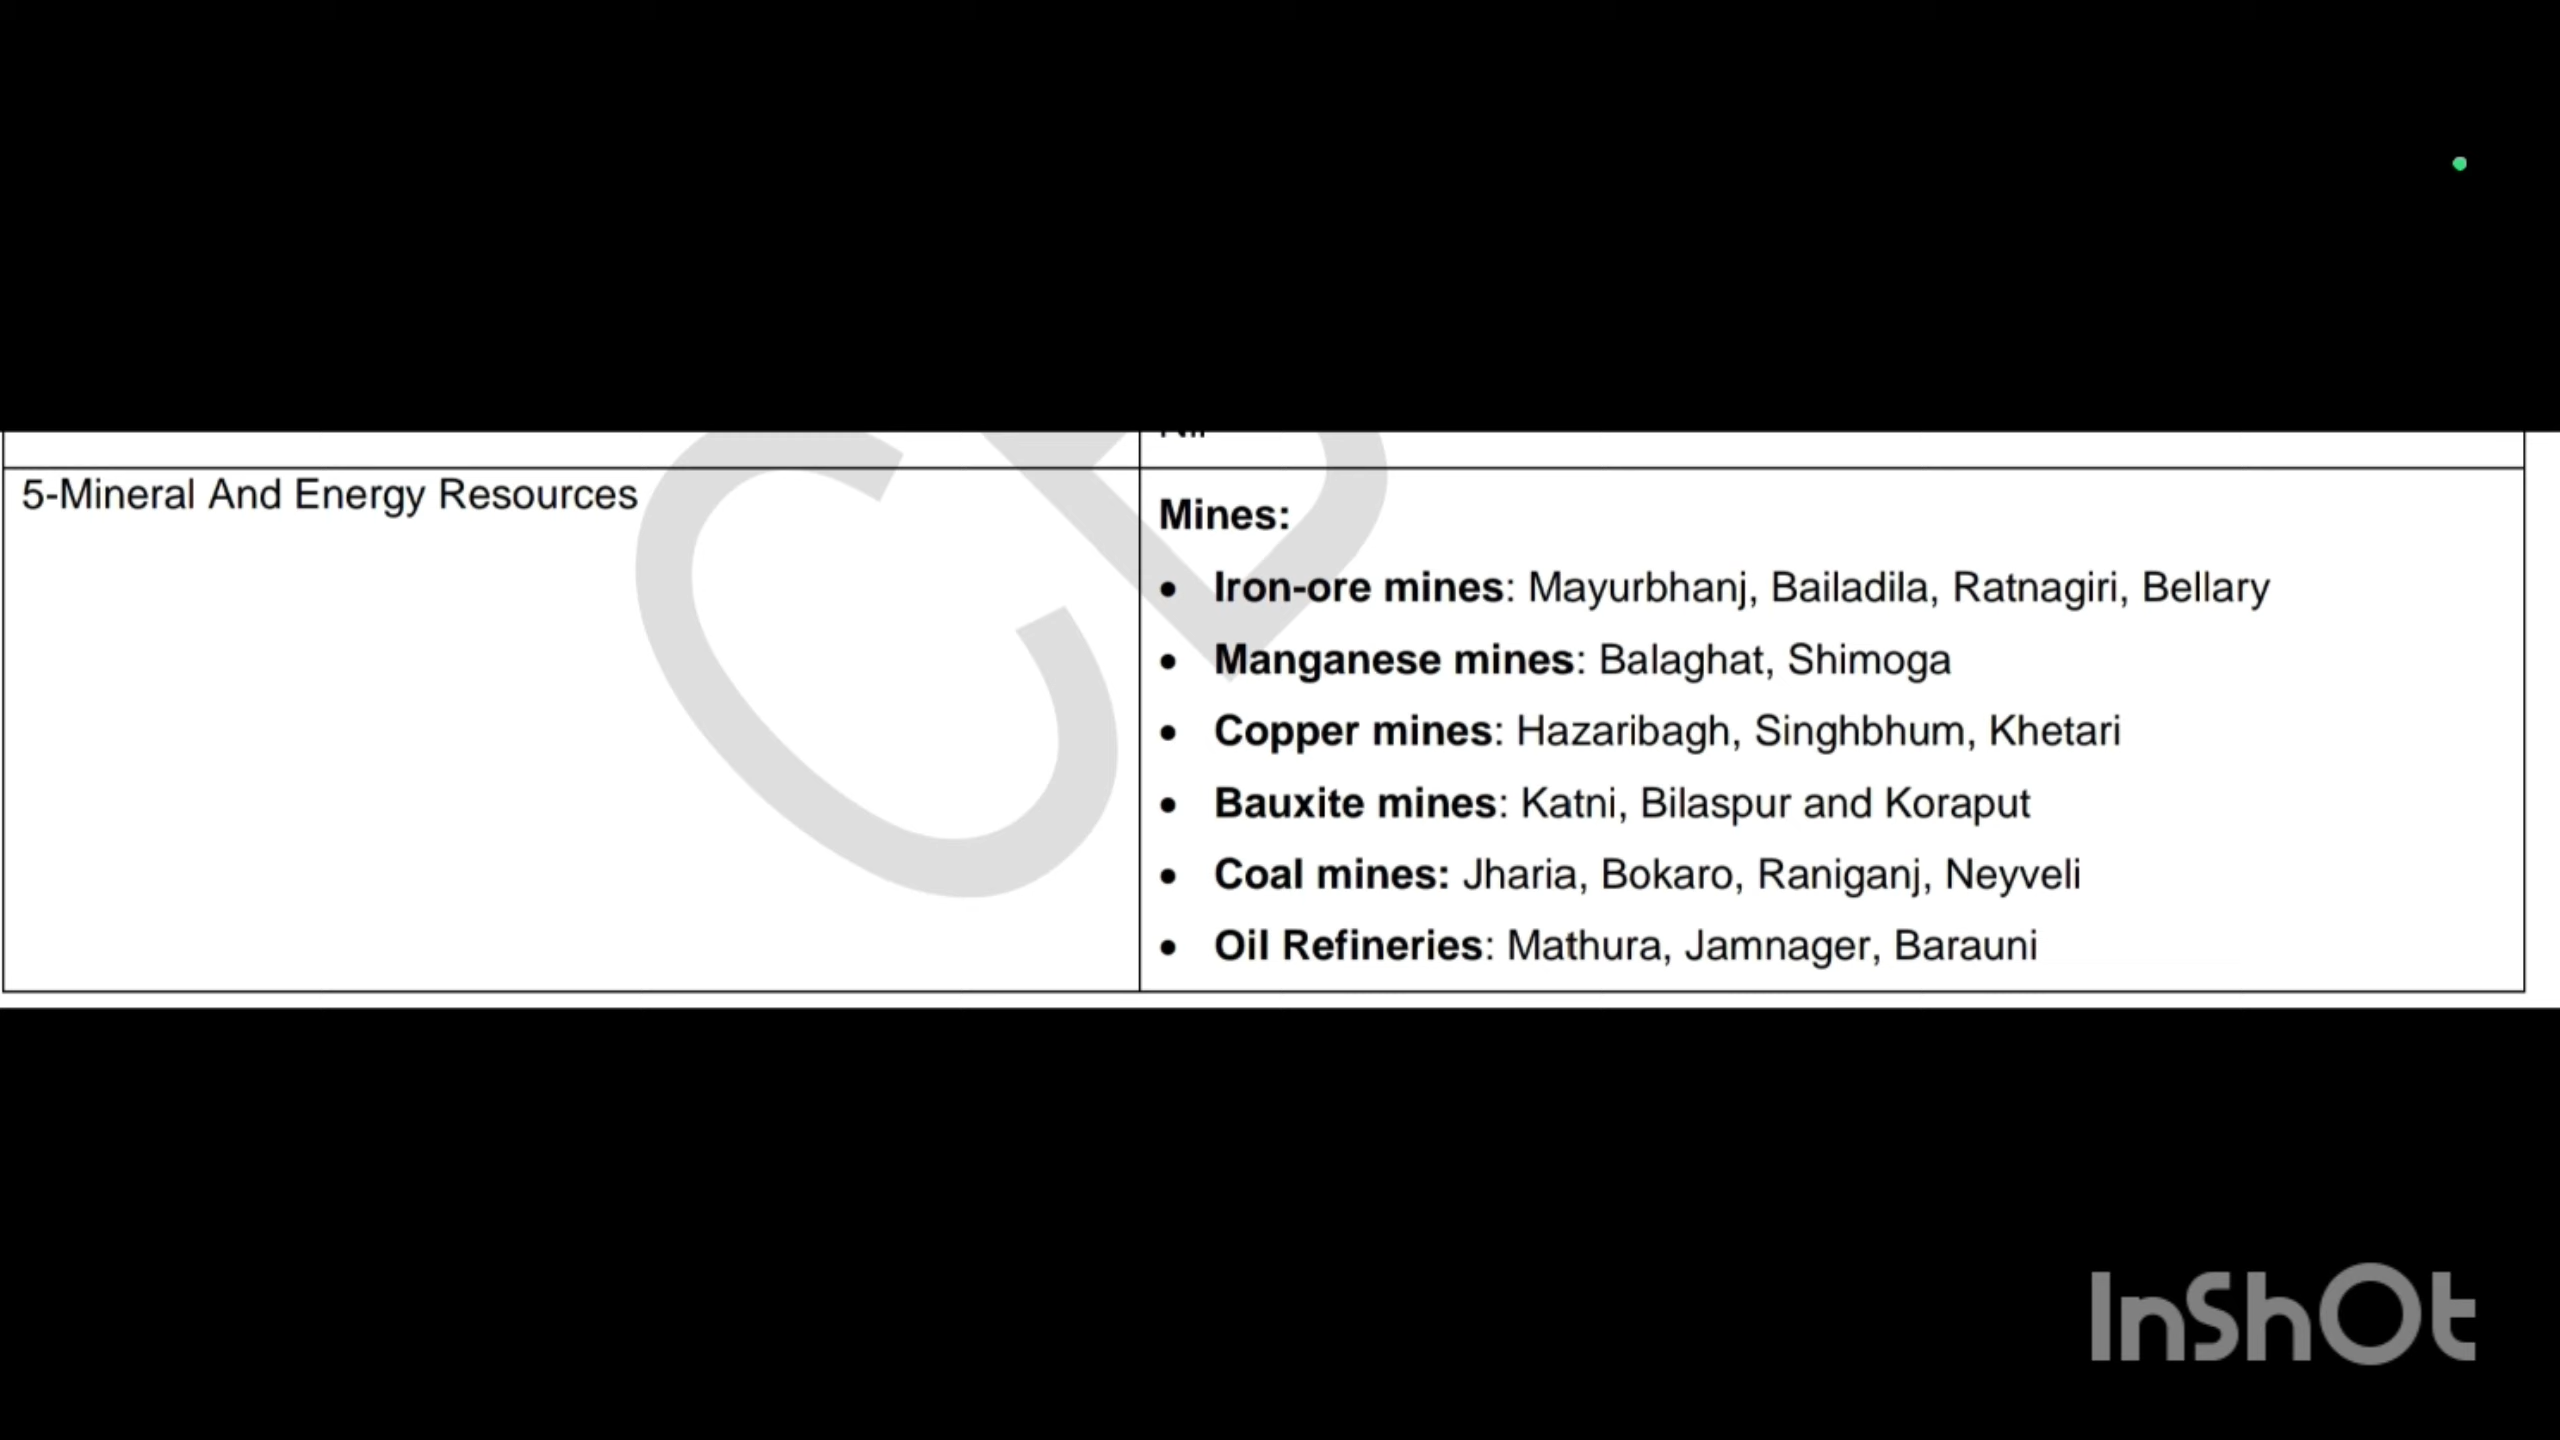 Nil
5-Mineral And Energy Resources
Mines:
• Iron-ore mines: Mayurbhanj, Bailadila, Ratnagiri, Bellary
• Manganese mines: Balaghat, Shimoga
• Copper mines: Hazaribagh, Singhbhum, Khetari
• Bauxite mines: Katni, Bilaspur and Koraput
• Coal mines: Jharia, Bokaro, Raniganj, Neyveli
• Oil Refineries: Mathura, Jamnager, Barauni
InShOt